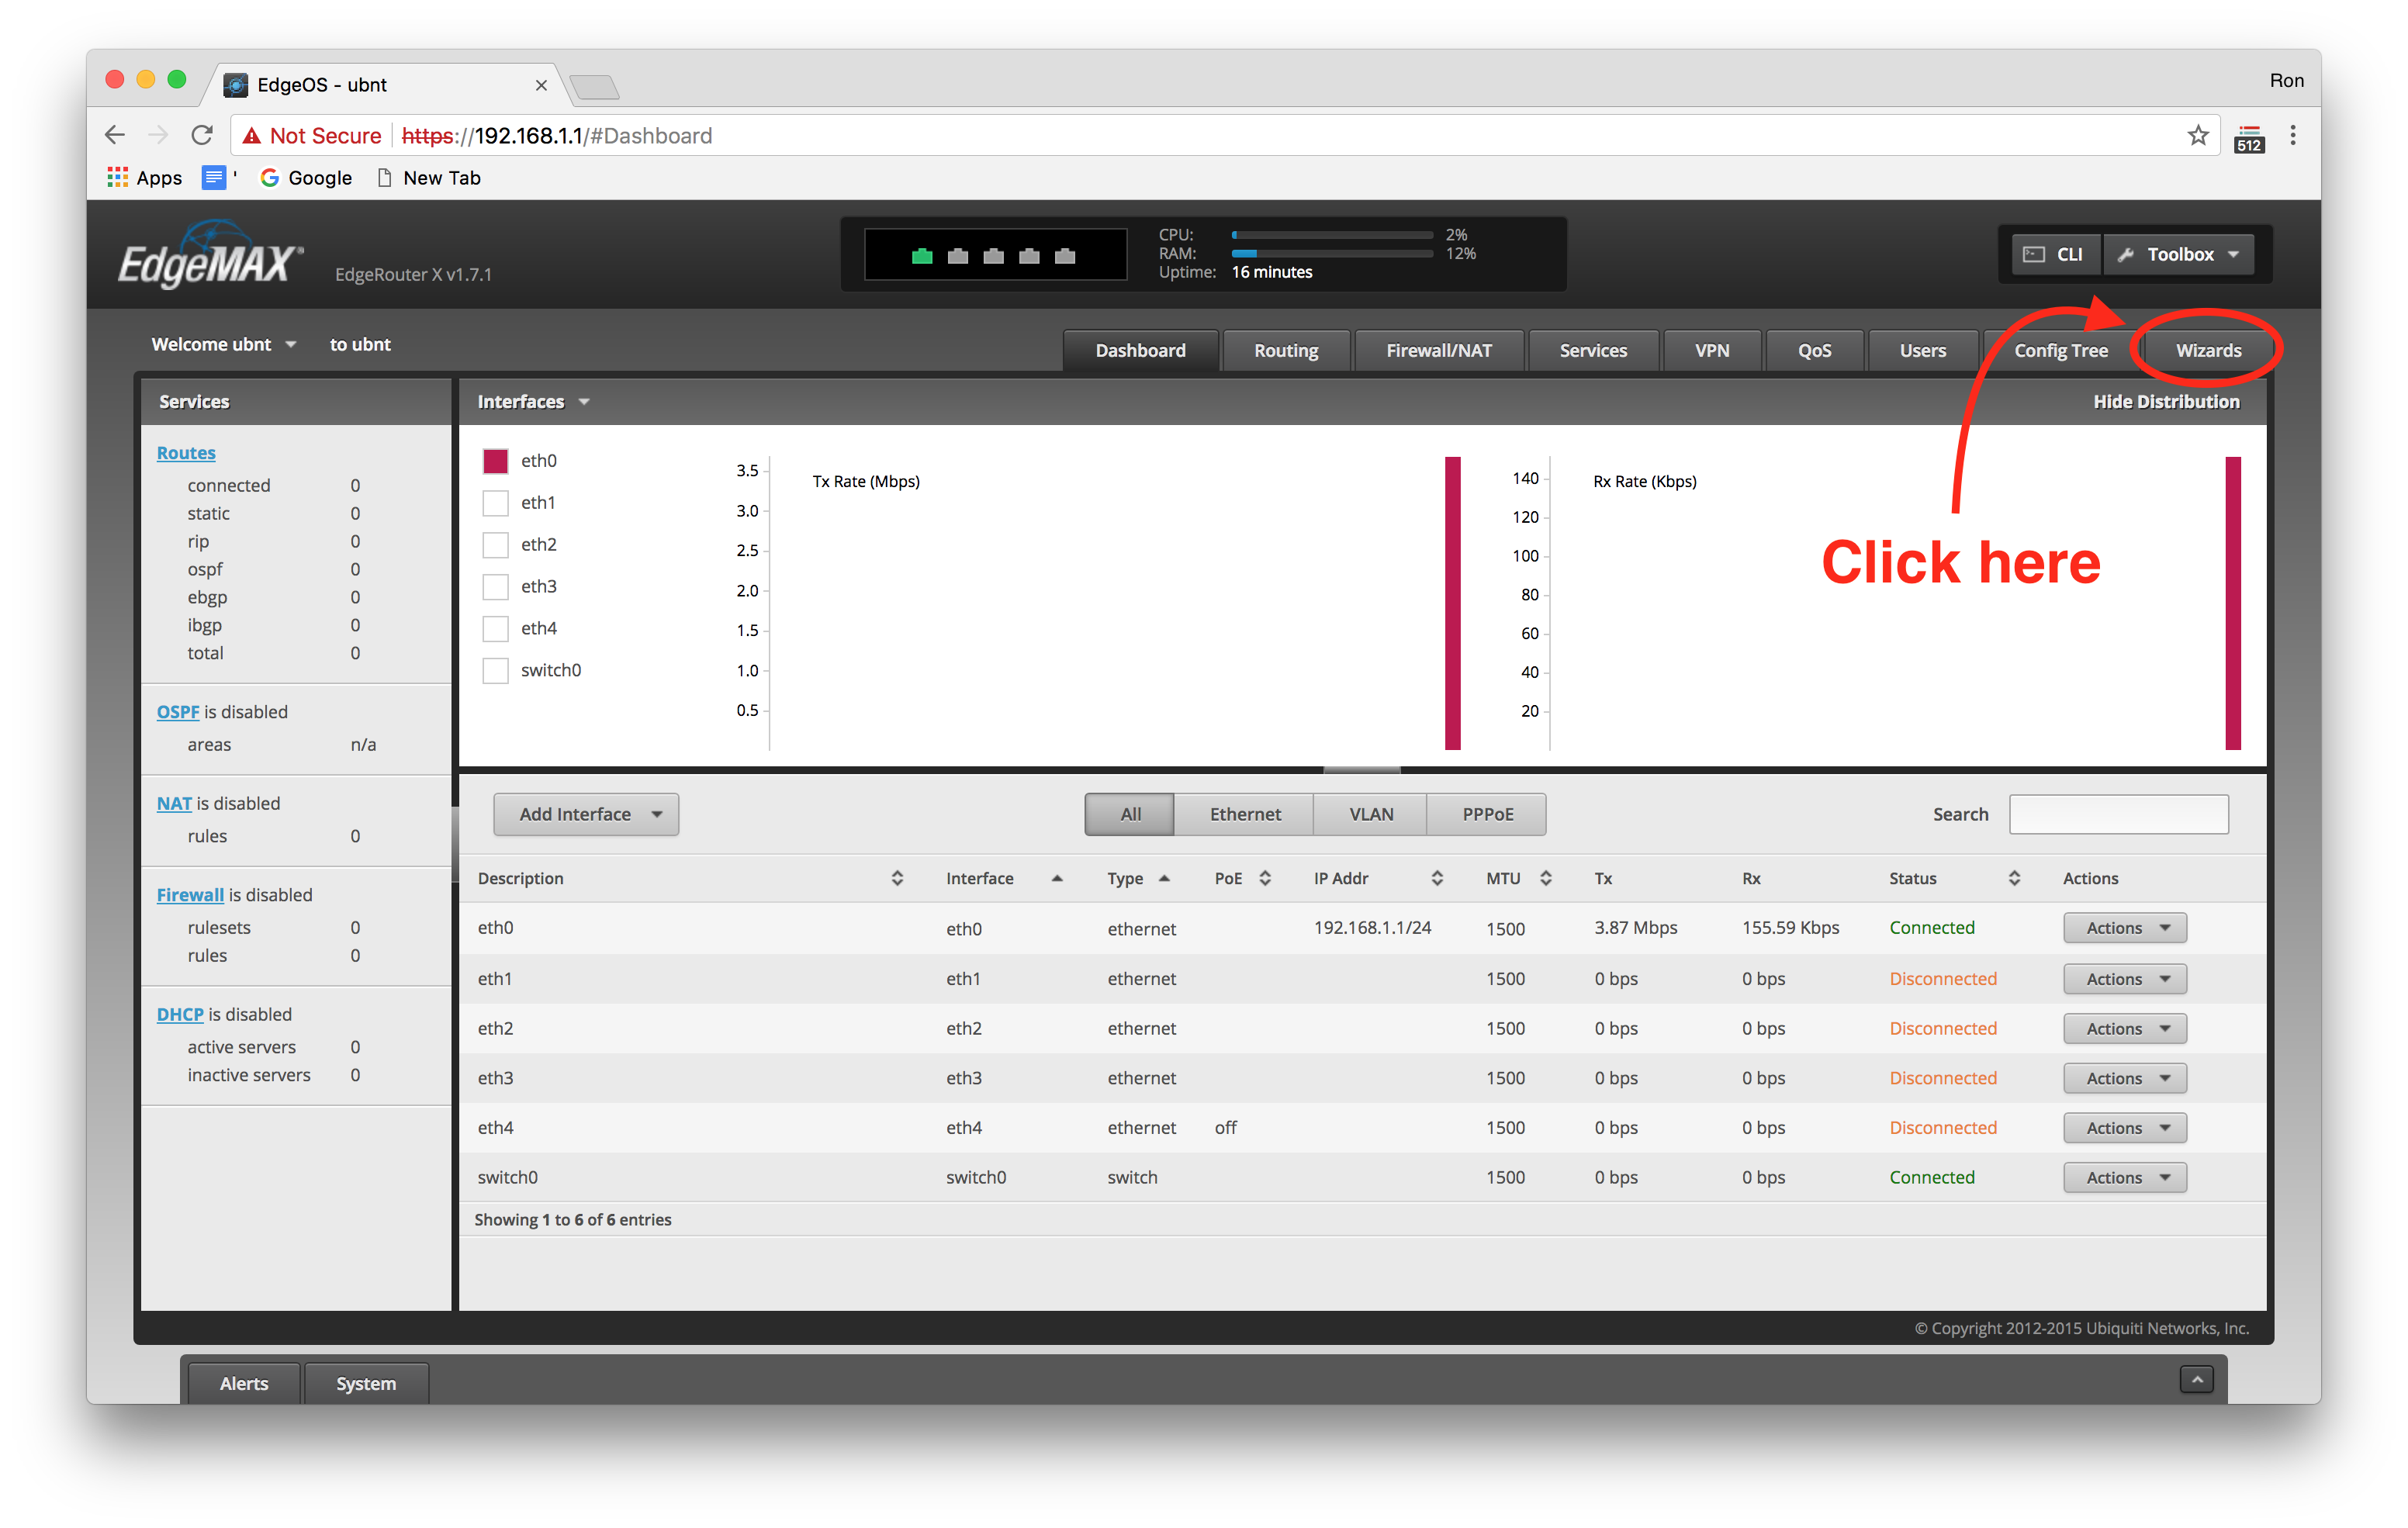 EdgeOS - ubnt
Ron
Not Secure https://192.168.1.1/#Dashboard
512
Apps ' Google New Tab
EdgeMAX®
EdgeRouter X v1.7.1
CPU: 2%
RAM: 12%
Uptime: 16 minutes
CLI Toolbox
Welcome ubnt to ubnt
Dashboard Routing Firewall/NAT Services VPN QoS Users Config Tree Wizards
Services
Routes
connected 0
static 0
rip 0
ospf 0
ebgp 0
ibgp 0
total 0
OSPF is disabled
areas n/a
NAT is disabled
rules 0
Firewall is disabled
rulesets 0
rules 0
DHCP is disabled
active servers 0
inactive servers 0
Interfaces
Hide Distribution
eth0
eth1
eth2
eth3
eth4
switch0
Tx Rate (Mbps)
3.5
3.0
2.5
2.0
1.5
1.0
0.5
Rx Rate (Kbps)
140
120
100
80
60
40
20
Click here
Add Interface
All Ethernet VLAN PPPoE
Search
Description Interface Type PoE IP Addr MTU Tx Rx Status Actions
eth0 eth0 ethernet 192.168.1.1/24 1500 3.87 Mbps 155.59 Kbps Connected Actions
eth1 eth1 ethernet 1500 0 bps 0 bps Disconnected Actions
eth2 eth2 ethernet 1500 0 bps 0 bps Disconnected Actions
eth3 eth3 ethernet 1500 0 bps 0 bps Disconnected Actions
eth4 eth4 ethernet off 1500 0 bps 0 bps Disconnected Actions
switch0 switch0 switch 1500 0 bps 0 bps Connected Actions
Showing 1 to 6 of 6 entries
© Copyright 2012-2015 Ubiquiti Networks, Inc.
Alerts System